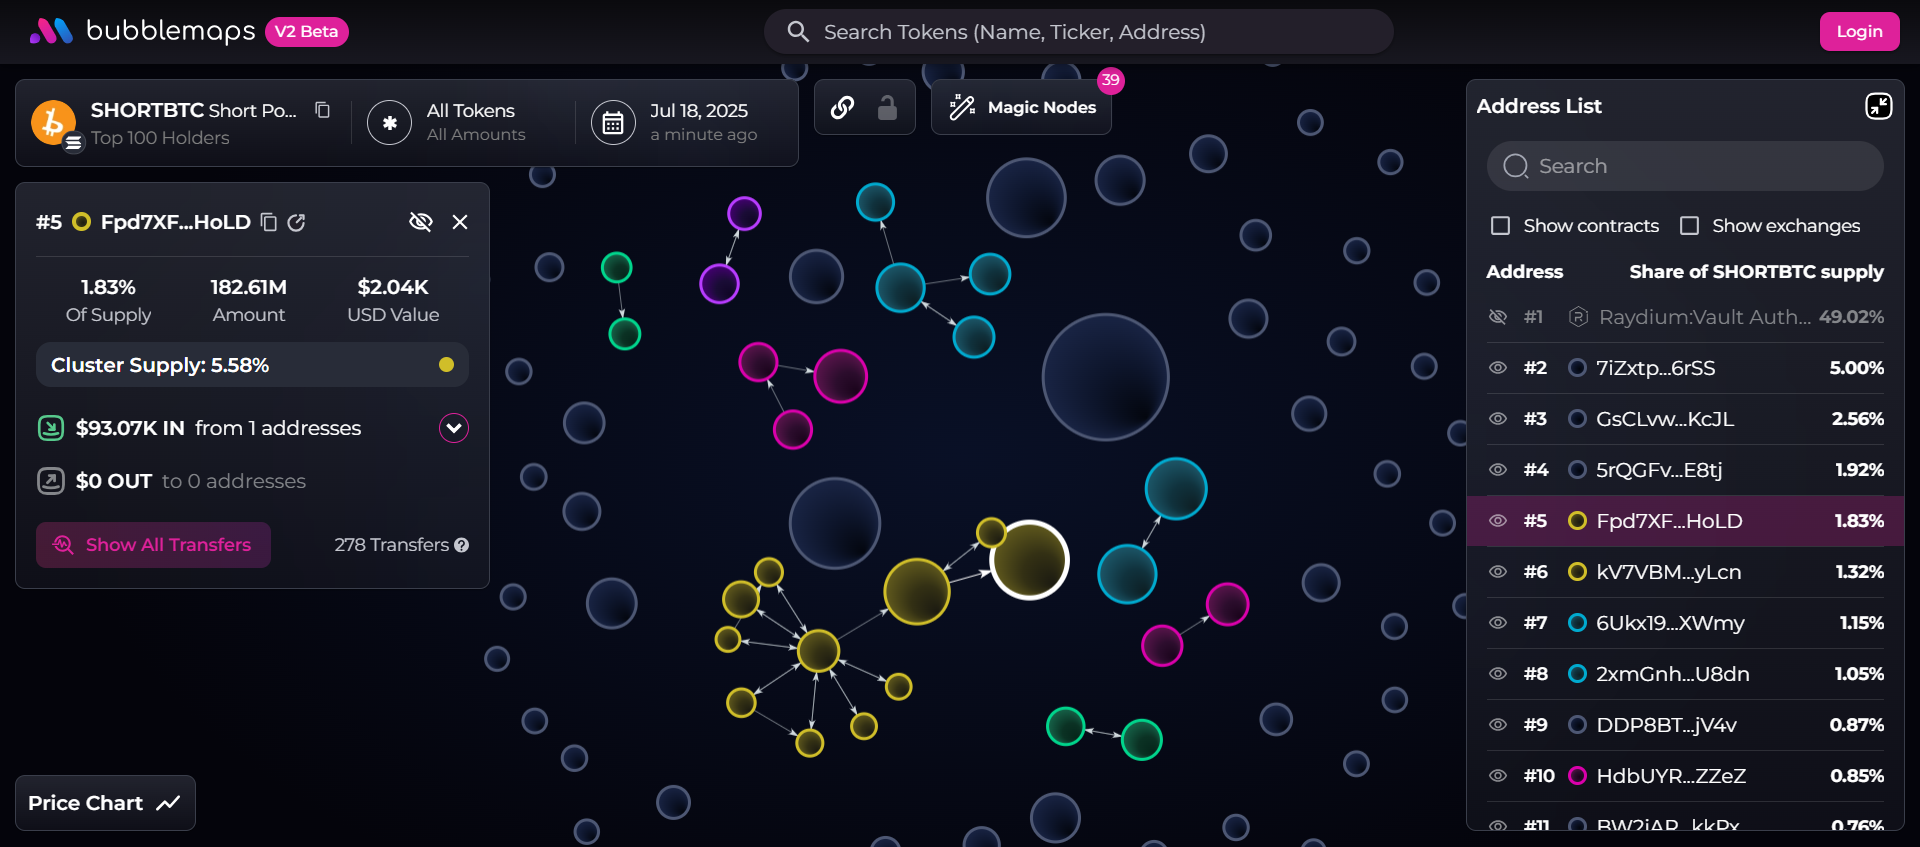 bubblemaps V2 Beta
Search Tokens (Name, Ticker, Address)
Login
SHORTBTC Short Po...
Top 100 Holders
All Tokens
All Amounts
Jul 18, 2025
a minute ago
Magic Nodes
39
#5 Fpd7XF...HoLD
1.83%
Of Supply
182.61M
Amount
$2.04K
USD Value
Cluster Supply: 5.58%
$93.07K IN from 1 addresses
$0 OUT to 0 addresses
Show All Transfers
278 Transfers
Price Chart
Address List
Search
Show contracts
Show exchanges
Address Share of SHORTBTC supply
#1 Raydium:Vault Auth... 49.02%
#2 7iZxtp...6rSS 5.00%
#3 GsCLvw...KcJL 2.56%
#4 5rQGFv...E8tj 1.92%
#5 Fpd7XF...HoLD 1.83%
#6 kV7VBM...yLcn 1.32%
#7 6Ukx19...XWmy 1.15%
#8 2xmGnh...U8dn 1.05%
#9 DDP8BT...jV4v 0.87%
#10 HdbUYR...ZZeZ 0.85%
#11 0.76%